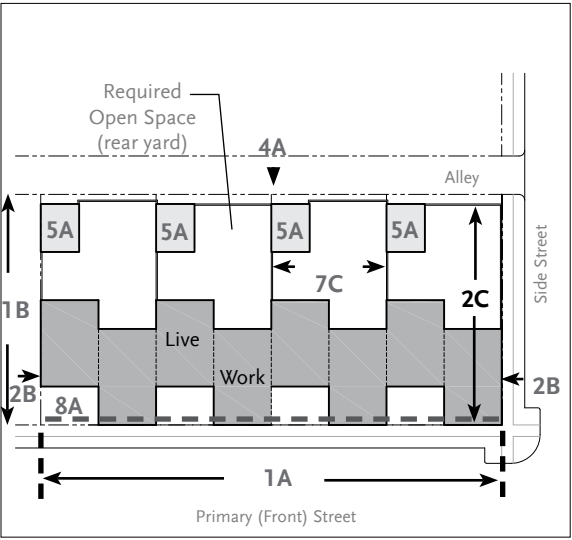 Required
Open Space
(rear yard)
4A
Alley
5A
5A
5A
5A
7C
2C
1B
Side Street
Live
Work
2B
2B
8A
1A
Primary (Front) Street